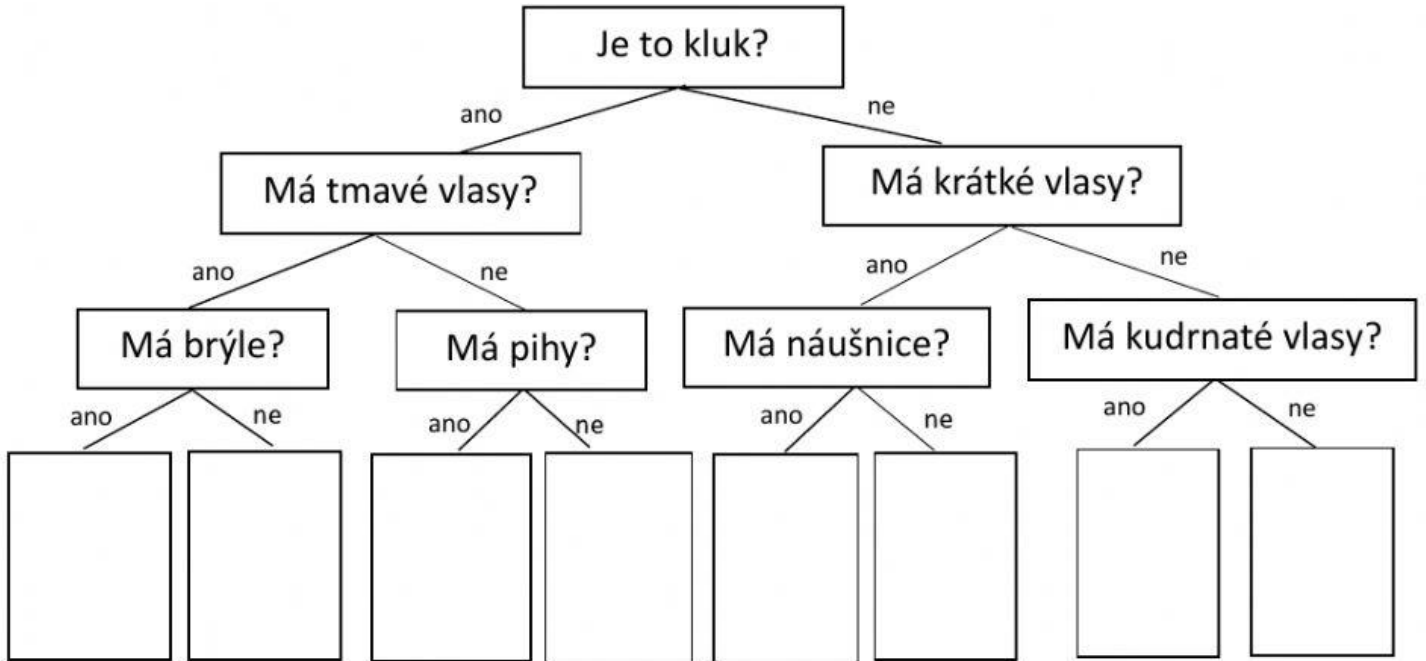 Je to kluk?
ano
ne
Má tmavé vlasy?
Má krátké vlasy?
ano
ne
ano
ne
Má brýle?
Má pihy?
Má náušnice?
Má kudrnaté vlasy?
ano
ne
ano
ne
ano
ne
ano
ne